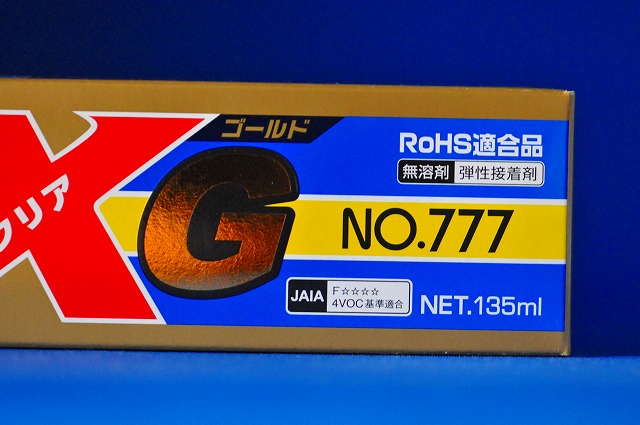 X
クリア
ゴールド
G
RoHS適合品
無溶剤 弾性接着剤
NO.777
JAIA F☆☆☆☆
4VOC基準適合
NET.135ml